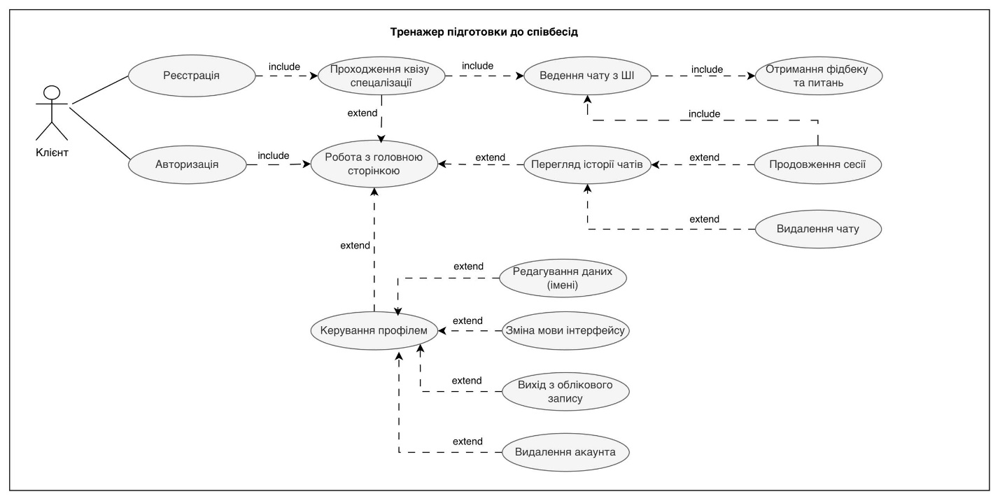 Тренажер підготовки до співбесід
Реєстрація
include
Проходження квізу
спецалізації
include
Ведення чату з ШІ
include
Отримання фідбеку
та питань
Клієнт
extend
include
Авторизація
include
Робота з головною
сторінкою
extend
Перегляд історії чатів
extend
Продовження сесії
extend
Видалення чату
extend
extend
Редагування даних
(імені)
Керування профілем
extend
Зміна мови інтерфейсу
extend
Вихід з облікового
запису
extend
Видалення акаунта